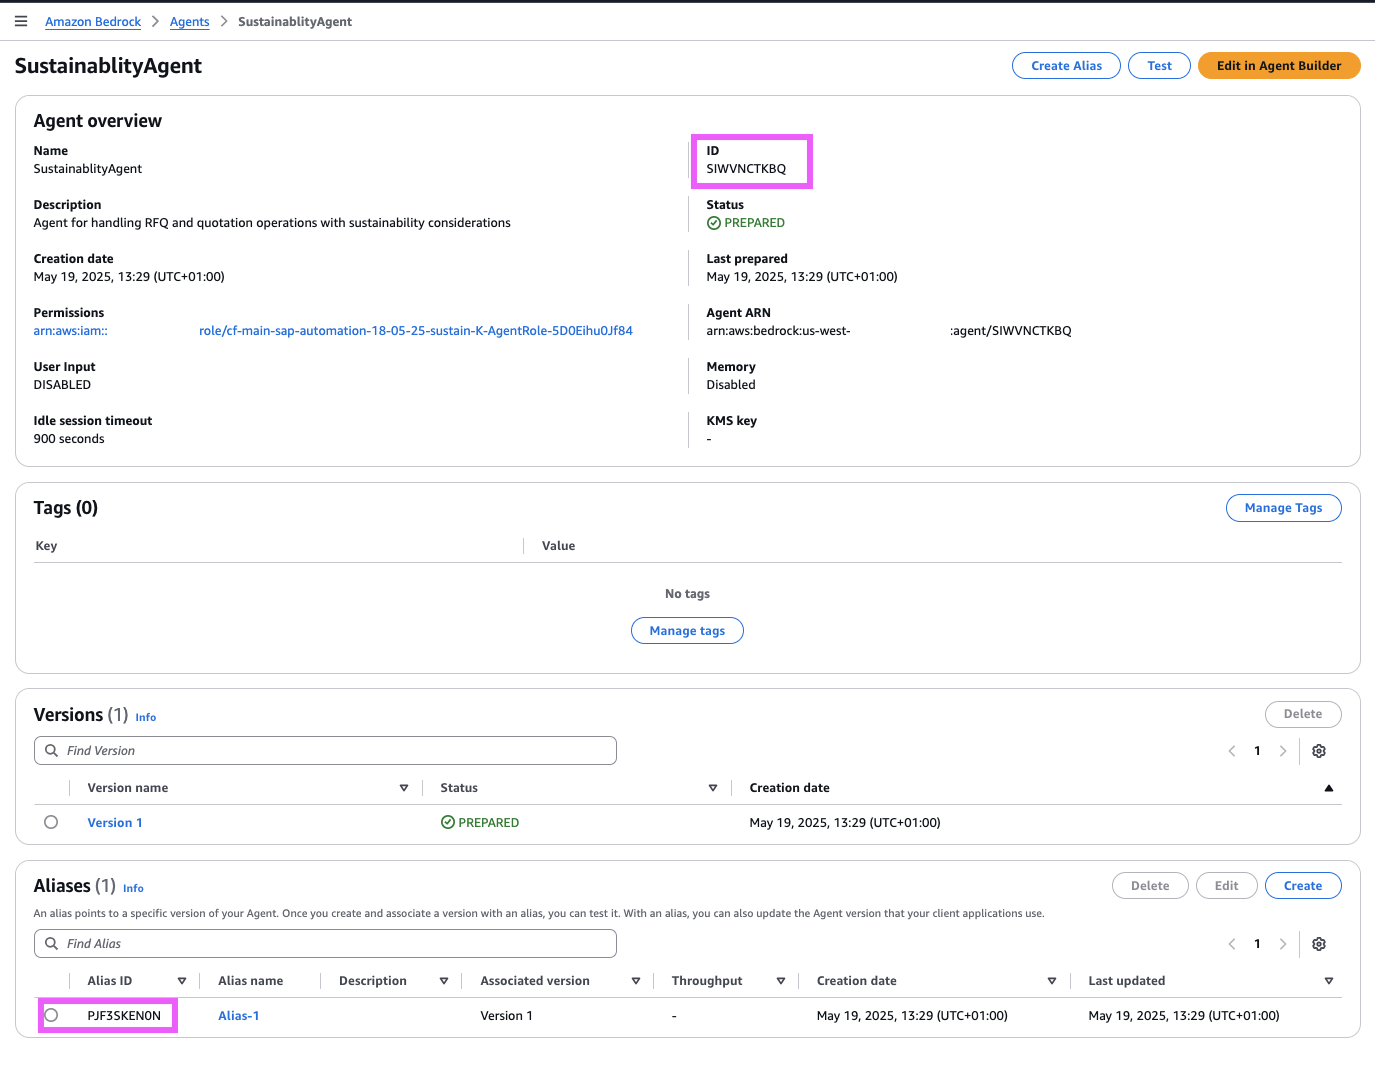 Amazon Bedrock > Agents > SustainablityAgent
SustainablityAgent
Create Alias Test Edit in Agent Builder
Agent overview
Name
SustainablityAgent
ID
SIWVNCTKBQ
Description
Agent for handling RFQ and quotation operations with sustainability considerations
Status
PREPARED
Creation date
May 19, 2025, 13:29 (UTC+01:00)
Last prepared
May 19, 2025, 13:29 (UTC+01:00)
Permissions
arn:aws:iam:: role/cf-main-sap-automation-18-05-25-sustain-K-AgentRole-5D0Eihu0Jf84
Agent ARN
arn:aws:bedrock:us-west- :agent/SIWVNCTKBQ
User Input
DISABLED
Memory
Disabled
Idle session timeout
900 seconds
KMS key
-
Tags (0)
Manage Tags
Key Value
No tags
Manage tags
Versions (1) Info
Delete
Find Version
1
Version name Status Creation date
Version 1 PREPARED May 19, 2025, 13:29 (UTC+01:00)
Aliases (1) Info
Delete Edit Create
An alias points to a specific version of your Agent. Once you create and associate a version with an alias, you can test it. With an alias, you can also update the Agent version that your client applications use.
Find Alias
1
Alias ID Alias name Description Associated version Throughput Creation date Last updated
PJF3SKEN0N Alias-1 Version 1 - May 19, 2025, 13:29 (UTC+01:00) May 19, 2025, 13:29 (UTC+01:00)